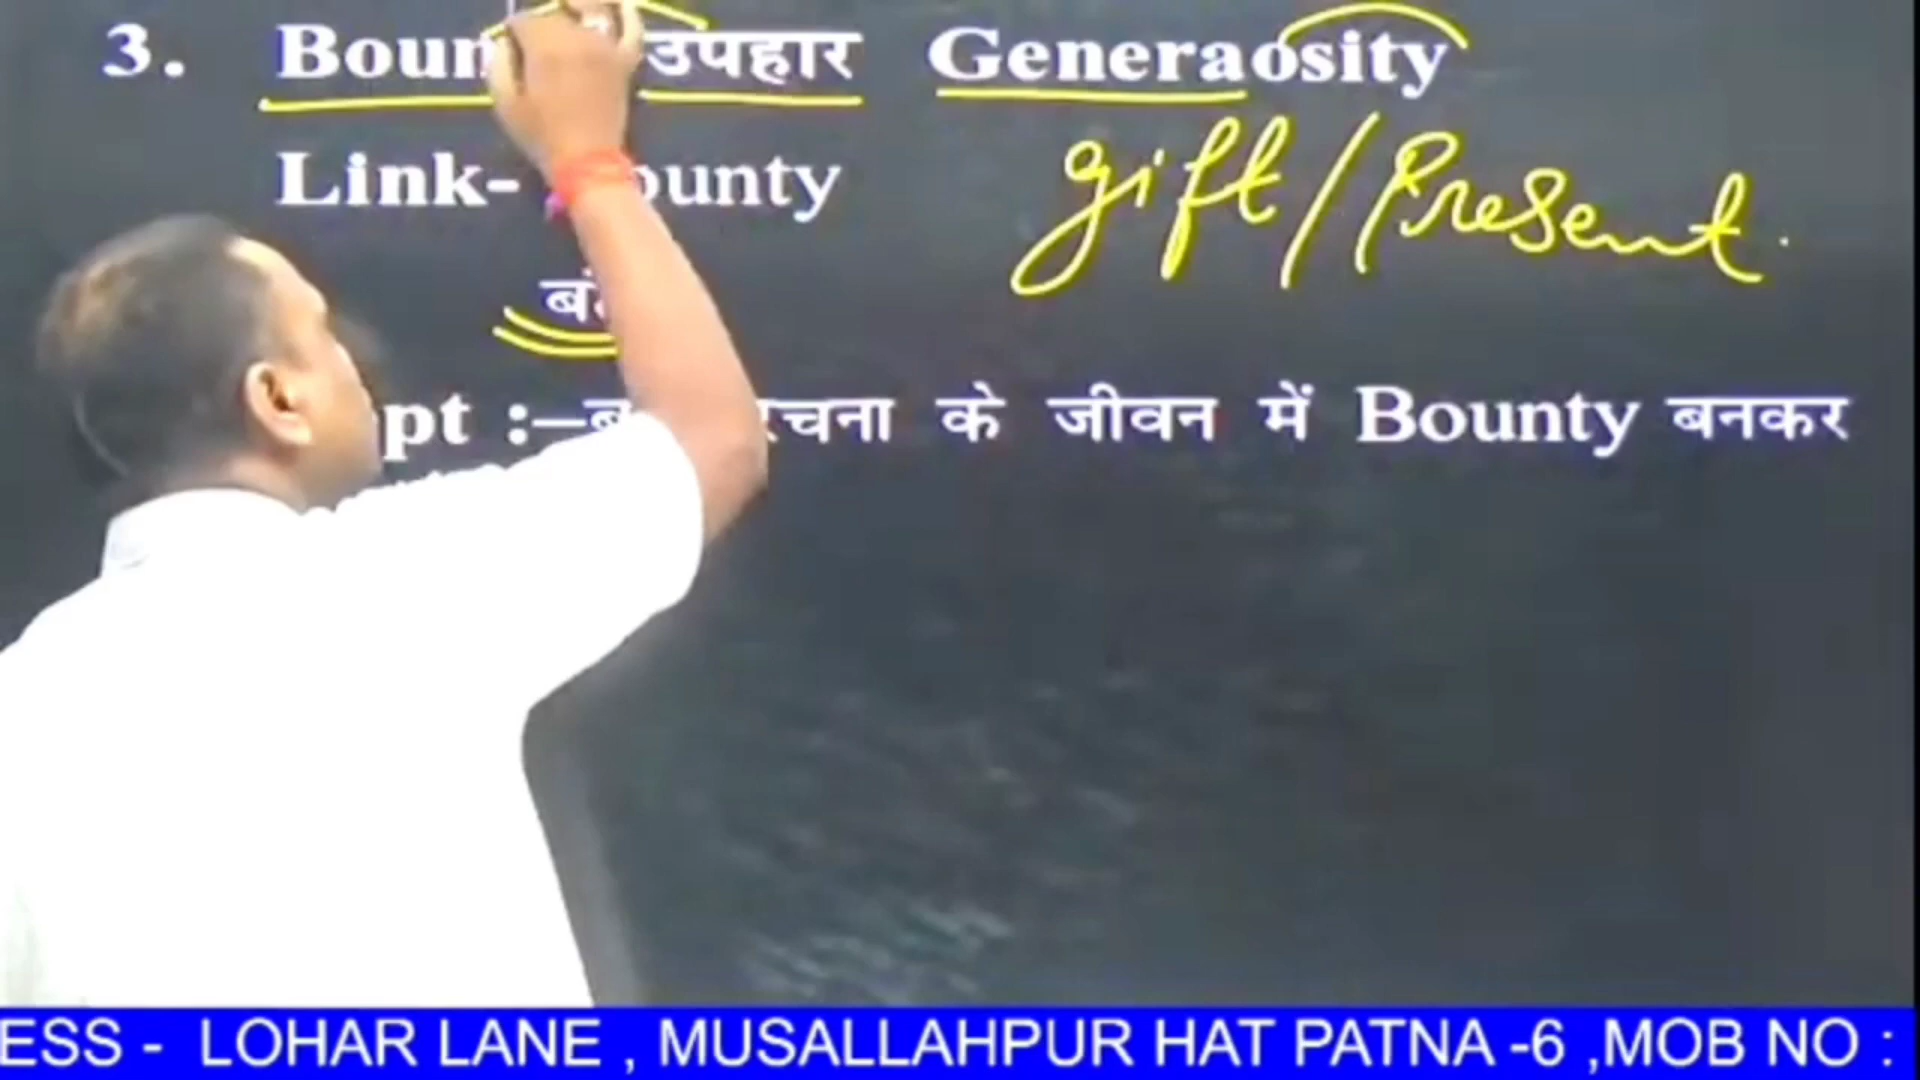 3. Boun उपहार Generaosity
Link- ounty
gift/Present.
pt :– रचना के जीवन में Bounty बनकर
ESS - LOHAR LANE , MUSALLAHPUR HAT PATNA -6 ,MOB NO :